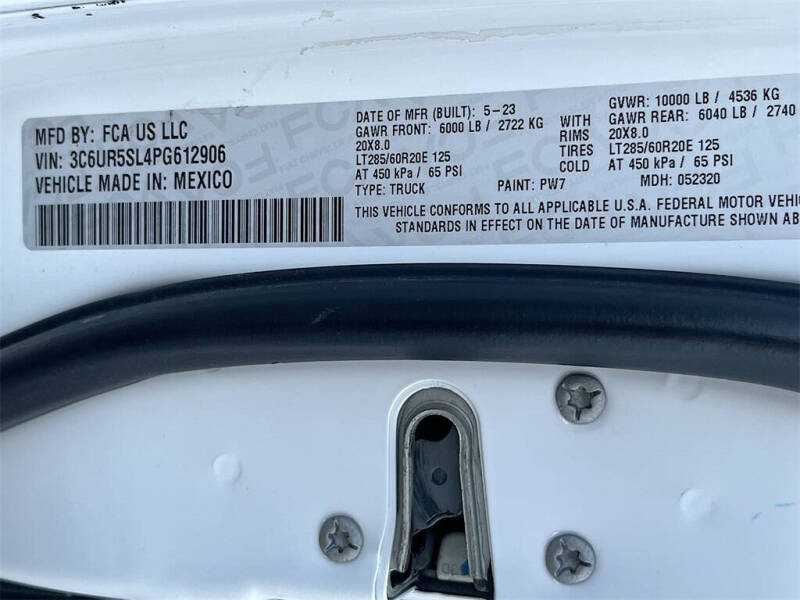 MFD BY: FCA US LLC
VIN: 3C6UR5SL4PG612906
VEHICLE MADE IN: MEXICO
DATE OF MFR (BUILT): 5-23
GAWR FRONT: 6000 LB / 2722 KG
20X8.0
LT285/60R20E 125
AT 450 kPa / 65 PSI
TYPE: TRUCK
PAINT: PW7
WITH
RIMS
TIRES
GVWR: 10000 LB / 4536 KG
GAWR REAR: 6040 LB / 2740
20X8.0
LT285/60R20E 125
AT 450 kPa / 65 PSI
MDH: 052320
THIS VEHICLE CONFORMS TO ALL APPLICABLE U.S.A. FEDERAL MOTOR VEHIC
STANDARDS IN EFFECT ON THE DATE OF MANUFACTURE SHOWN AB